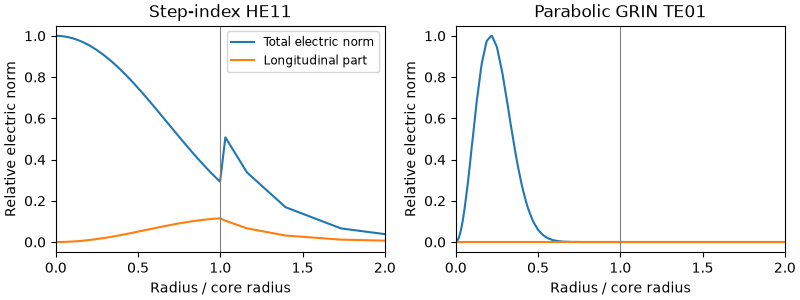 Step-index HE11
Relative electric norm
1.0
0.8
0.6
0.4
0.2
0.0
Total electric norm
Longitudinal part
0.0 0.5 1.0 1.5 2.0
Radius / core radius
Parabolic GRIN TE01
Relative electric norm
1.0
0.8
0.6
0.4
0.2
0.0
0.0 0.5 1.0 1.5 2.0
Radius / core radius